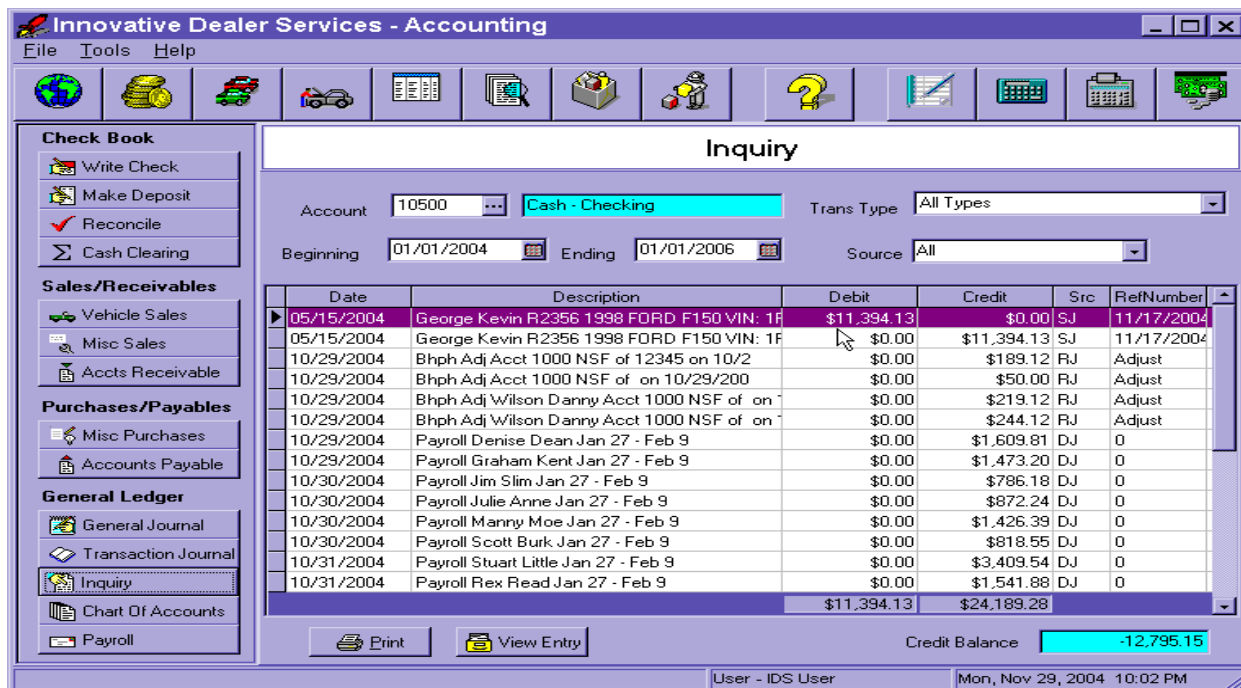 Innovative Dealer Services - Accounting
File Tools Help
Check Book
Write Check
Make Deposit
Reconcile
Cash Clearing
Sales/Receivables
Vehicle Sales
Misc Sales
Accts Receivable
Purchases/Payables
Misc Purchases
Accounts Payable
General Ledger
General Journal
Transaction Journal
Inquiry
Chart Of Accounts
Payroll
Inquiry
Account 10500 ... Cash - Checking Trans Type All Types
Beginning 01/01/2004 Ending 01/01/2006 Source All
Date Description Debit Credit Src RefNumber
05/15/2004 George Kevin R2356 1998 FORD F150 VIN: 1F $11,394.13 $0.00 SJ 11/17/2004
05/15/2004 George Kevin R2356 1998 FORD F150 VIN: 1F $0.00 $11,394.13 SJ 11/17/2004
10/29/2004 Bhph Adj Acct 1000 NSF of 12345 on 10/2 $0.00 $189.12 RJ Adjust
10/29/2004 Bhph Adj Acct 1000 NSF of on 10/29/200 $0.00 $50.00 RJ Adjust
10/29/2004 Bhph Adj Wilson Danny Acct 1000 NSF of on $0.00 $219.12 RJ Adjust
10/29/2004 Bhph Adj Wilson Danny Acct 1000 NSF of on $0.00 $244.12 RJ Adjust
10/29/2004 Payroll Denise Dean Jan 27 - Feb 9 $0.00 $1,609.81 DJ 0
10/29/2004 Payroll Graham Kent Jan 27 - Feb 9 $0.00 $1,473.20 DJ 0
10/30/2004 Payroll Jim Slim Jan 27 - Feb 9 $0.00 $786.18 DJ 0
10/30/2004 Payroll Julie Anne Jan 27 - Feb 9 $0.00 $872.24 DJ 0
10/30/2004 Payroll Manny Moe Jan 27 - Feb 9 $0.00 $1,426.39 DJ 0
10/30/2004 Payroll Scott Burk Jan 27 - Feb 9 $0.00 $818.55 DJ 0
10/31/2004 Payroll Stuart Little Jan 27 - Feb 9 $0.00 $3,409.54 DJ 0
10/31/2004 Payroll Rex Read Jan 27 - Feb 9 $0.00 $1,541.88 DJ 0
$11,394.13 $24,189.28
Print View Entry Credit Balance -12,795.15
User - IDS User Mon, Nov 29, 2004 10:02 PM